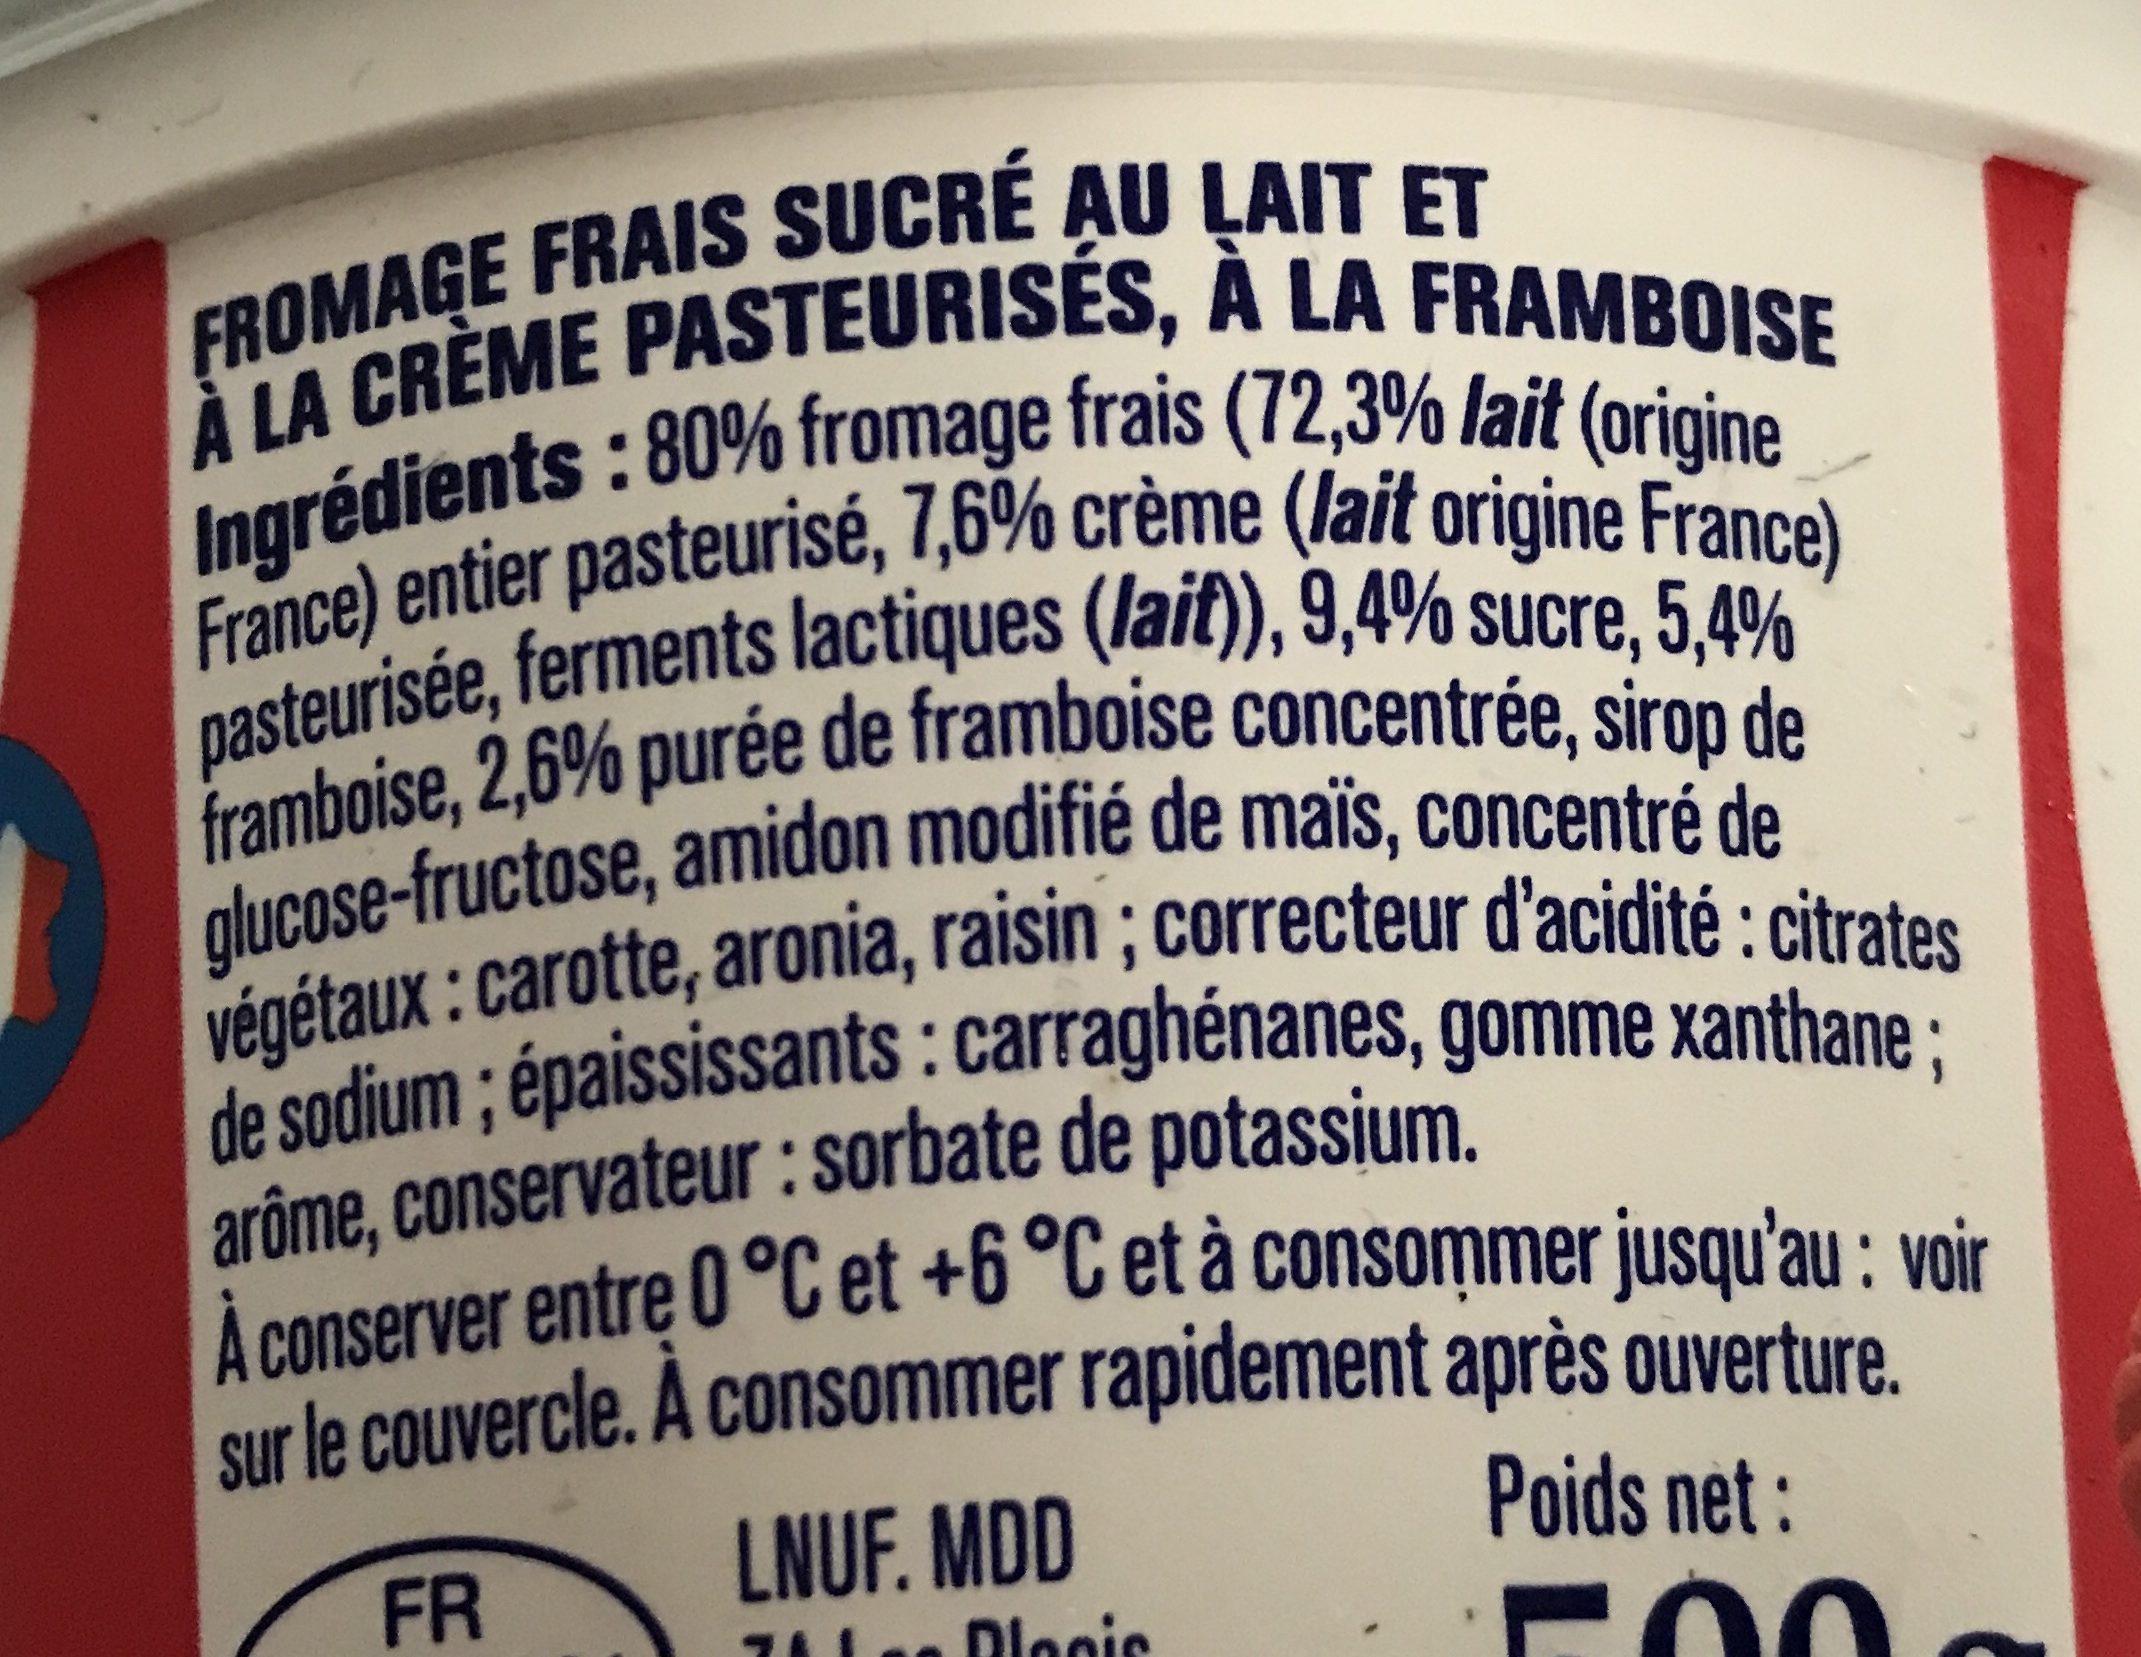 FROMAGE FRAIS SUCRÉ AU LAIT ET
À LA CRÈME PASTEURISÉS, À LA FRAMBOISE
Ingrédients : 80% fromage frais (72,3% lait (origine
France) entier pasteurisé, 7,6% crème (lait origine France)
pasteurisée, ferments lactiques (lait)), 9,4% sucre, 5,4%
framboise, 2,6% purée de framboise concentrée, sirop de
glucose-fructose, amidon modifié de maïs, concentré de
végétaux : carotte, aronia, raisin ; correcteur d'acidité : citrates
de sodium ; épaississants : carraghénanes, gomme xanthane ;
arôme, conservateur : sorbate de potassium.
À conserver entre 0 °C et +6 °C et à consommer jusqu'au : voir
sur le couvercle. À consommer rapidement après ouverture.
Poids net :
LNUF. MDD
FR
500 g